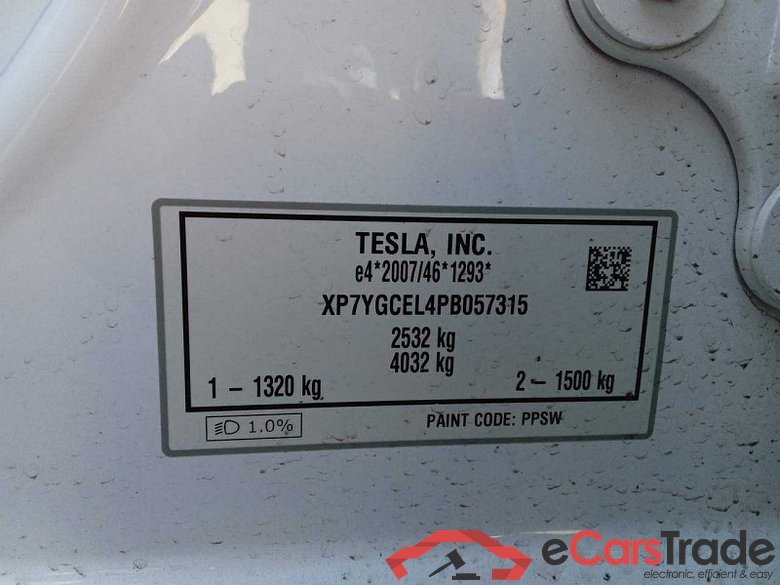 TESLA, INC.
e4*2007/46*1293*
XP7YGCEL4PB057315
2532 kg
4032 kg
1 – 1320 kg
2 – 1500 kg
1.0%
PAINT CODE: PPSW
eCarsTrade
electronic, efficient & easy